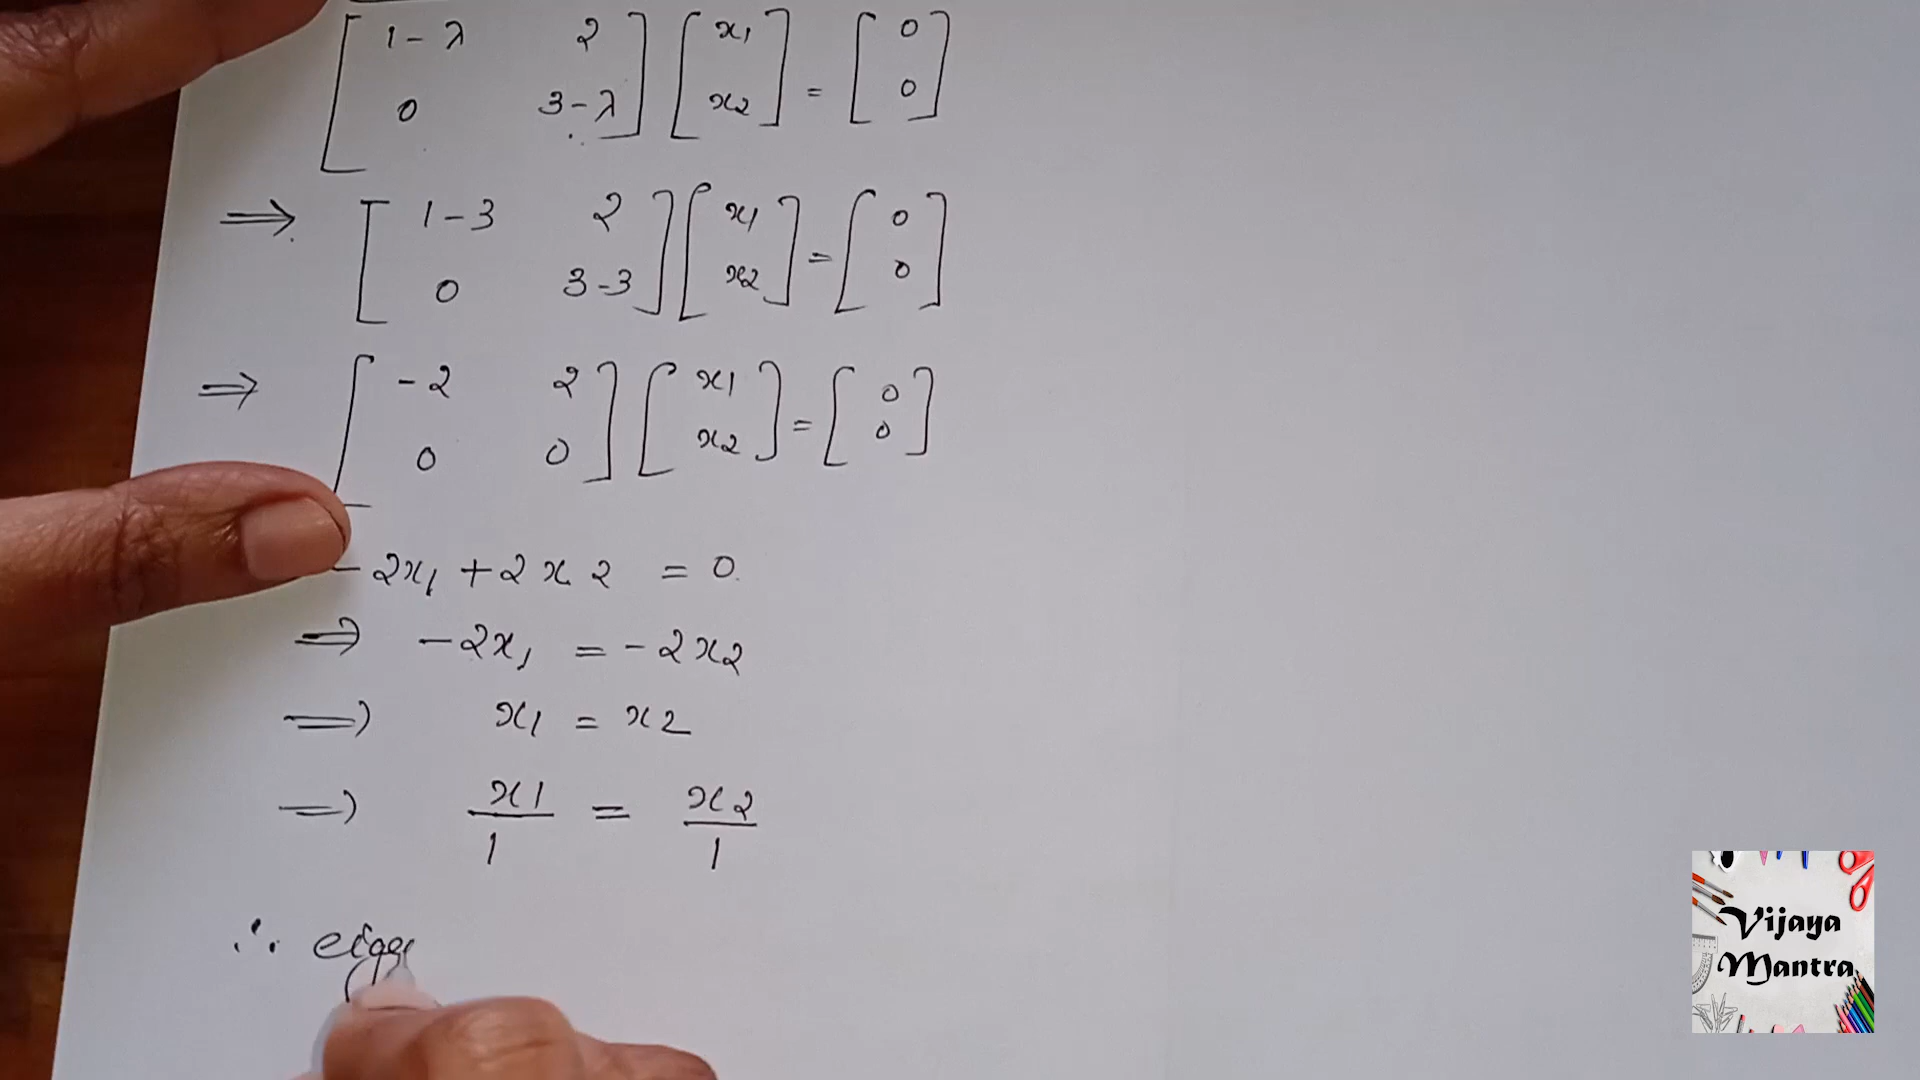 [1-λ 2] [x1] = [0]
[0 3-λ] [x2] [0]
⇒ [1-3 2] [x1] = [0]
[0 3-3] [x2] [0]
⇒ [-2 2] [x1] = [0]
[0 0] [x2] [0]
-2x1 + 2x2 = 0
⇒ -2x1 = -2x2
⇒ x1 = x2
⇒ x1/1 = x2/1
∴ eige
Vijaya
Mantra